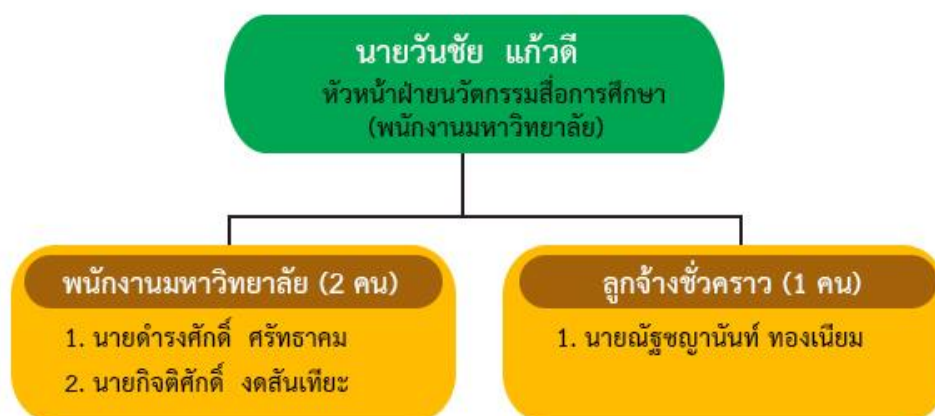 นายวันชัย แก้วดี
หัวหน้าฝ่ายนวัตกรรมสื่อการศึกษา
(พนักงานมหาวิทยาลัย)
พนักงานมหาวิทยาลัย (2 คน)
1. นายดำรงศักดิ์ ศรัทธาคม
2. นายกิจติศักดิ์ งดสันเทียะ
ลูกจ้างชั่วคราว (1 คน)
1. นายณัฐชญานันท์ ทองเนียม